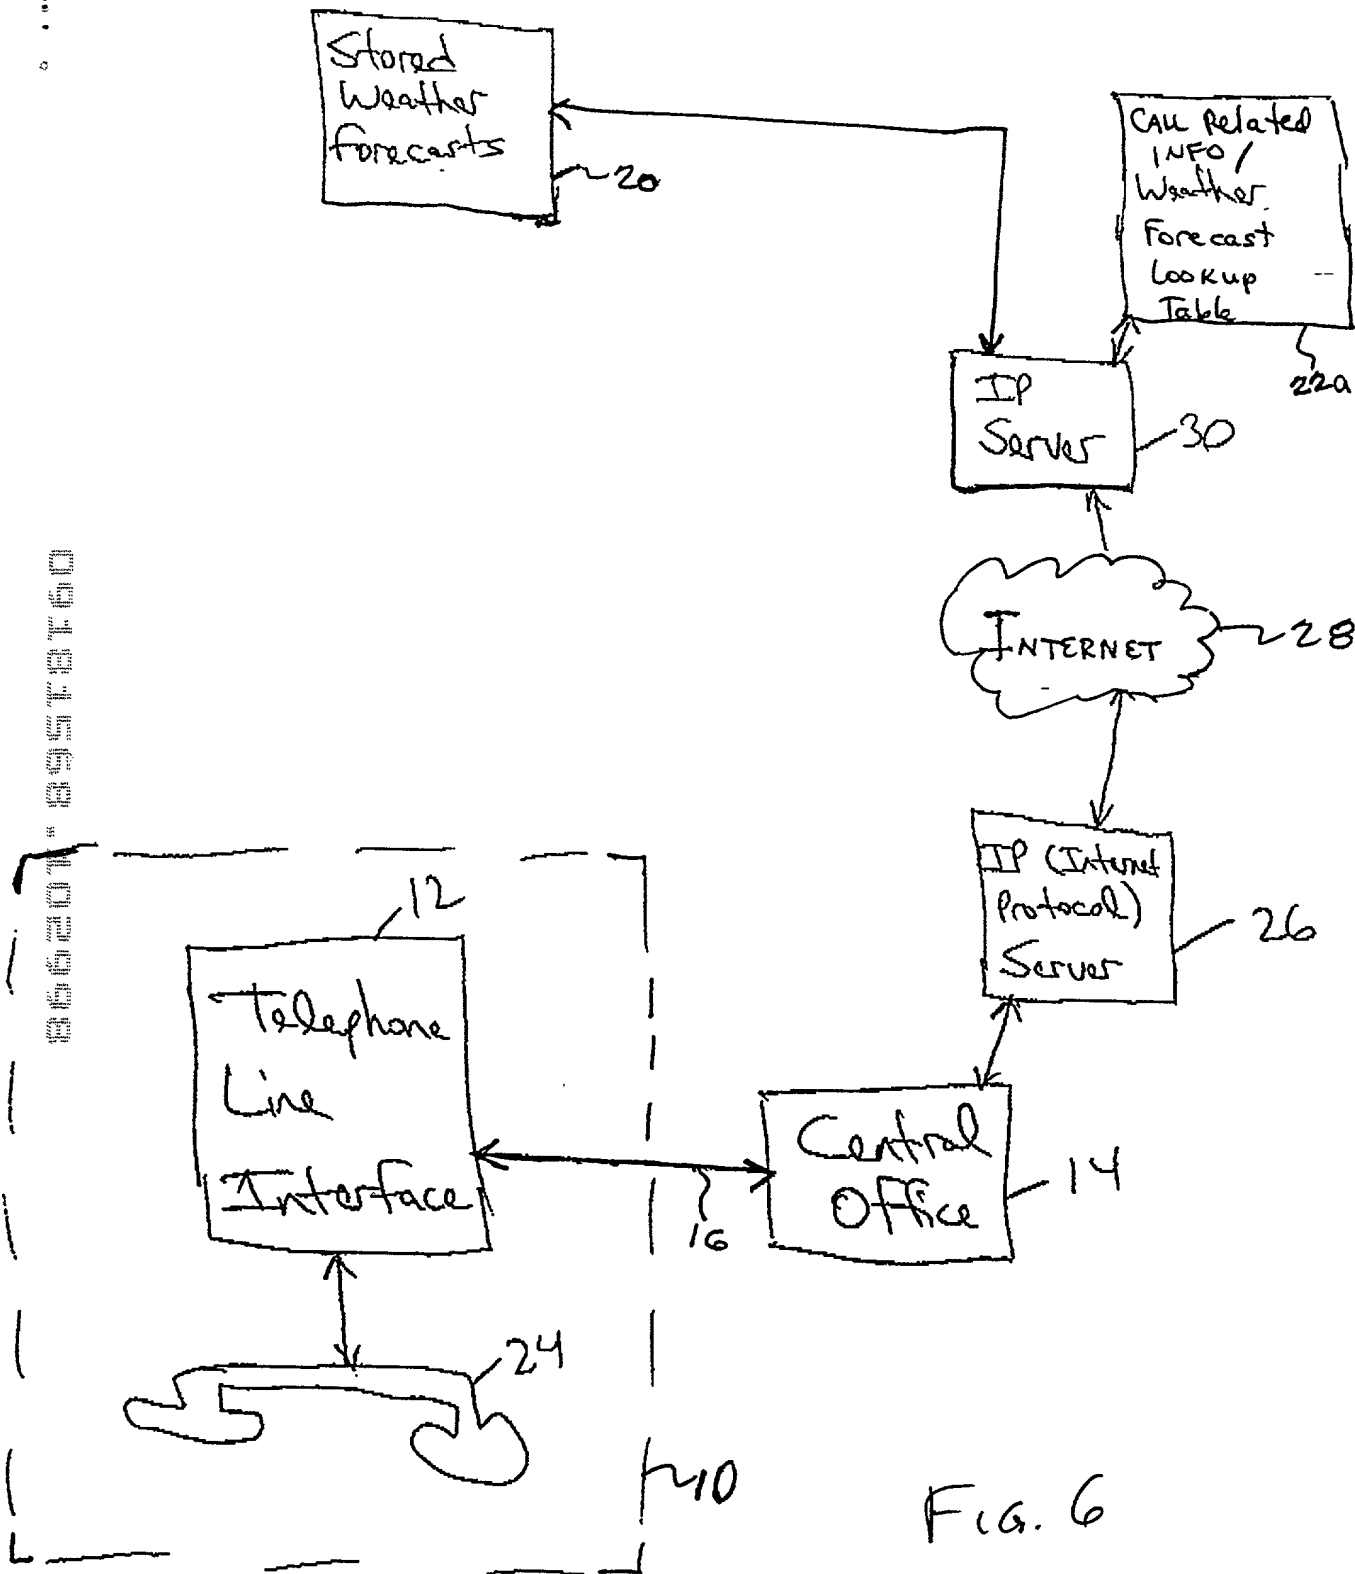 Stored
Weather
Forecasts
20
CALL Related
INFO/
Weather
Forecast
Lookup
Table
22a
IP
Server
30
INTERNET
28
IP (Internet
Protocol)
Server
26
12
Telephone
Line
Interface
Central
Office
14
16
24
10
FIG. 6